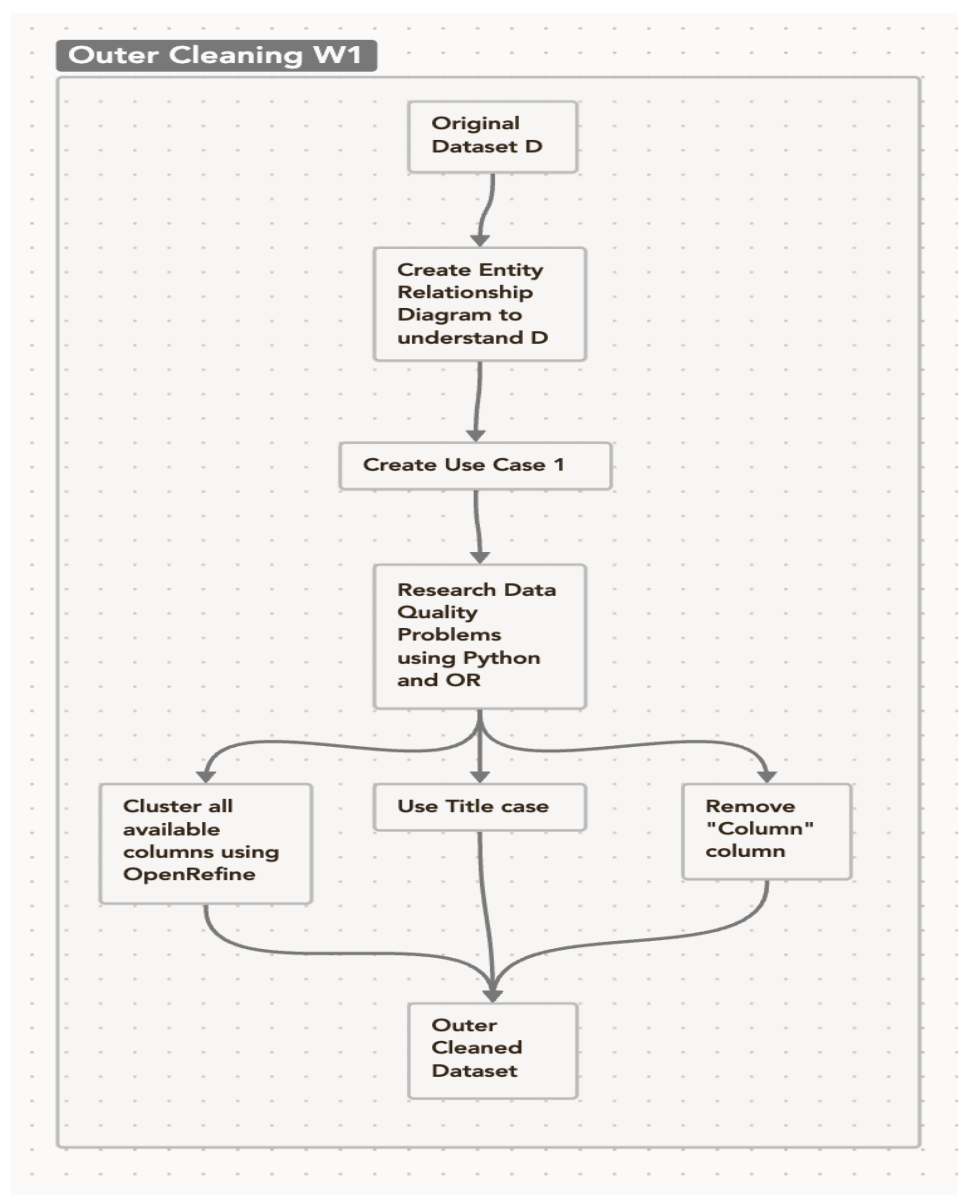 Outer Cleaning W1
Original
Dataset D
Create Entity
Relationship
Diagram to
understand D
Create Use Case 1
Research Data
Quality
Problems
using Python
and OR
Cluster all
available
columns using
OpenRefine
Use Title case
Remove
"Column"
column
Outer
Cleaned
Dataset